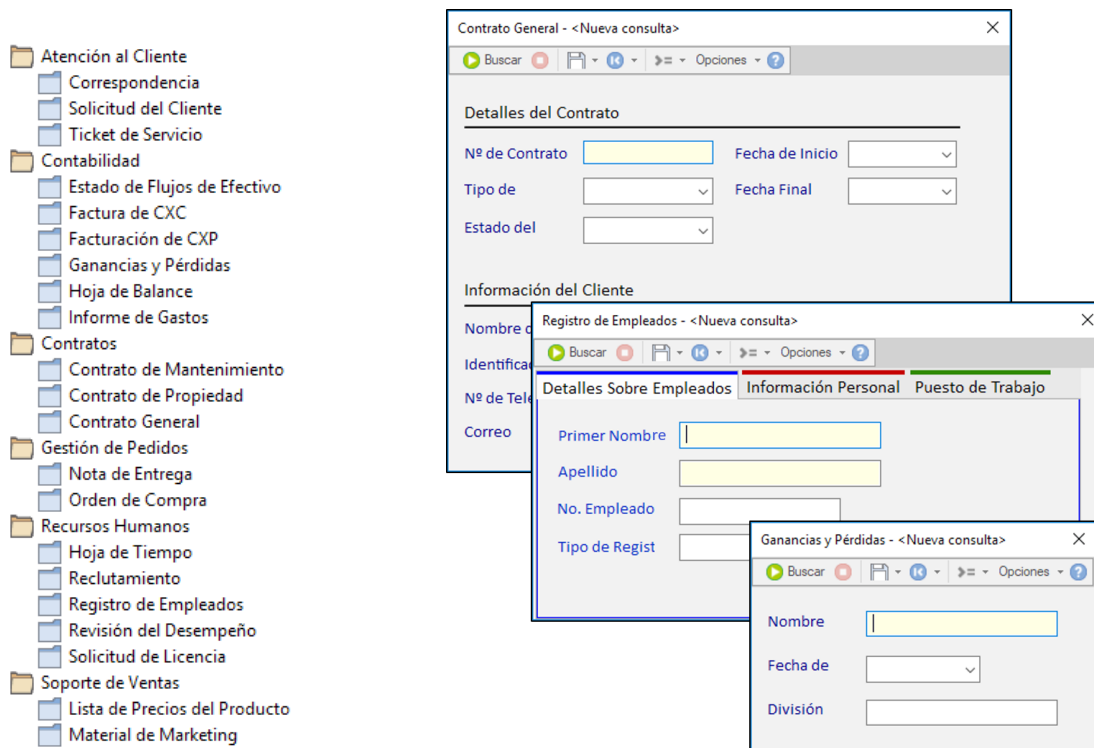 Atención al Cliente
Correspondencia
Solicitud del Cliente
Ticket de Servicio
Contabilidad
Estado de Flujos de Efectivo
Factura de CXC
Facturación de CXP
Ganancias y Pérdidas
Hoja de Balance
Informe de Gastos
Contratos
Contrato de Mantenimiento
Contrato de Propiedad
Contrato General
Gestión de Pedidos
Nota de Entrega
Orden de Compra
Recursos Humanos
Hoja de Tiempo
Reclutamiento
Registro de Empleados
Revisión del Desempeño
Solicitud de Licencia
Soporte de Ventas
Lista de Precios del Producto
Material de Marketing
Contrato General - <Nueva consulta>
Buscar Opciones
Detalles del Contrato
Nº de Contrato Fecha de Inicio
Tipo de Fecha Final
Estado del
Información del Cliente
Nombre
Nº de
Correo
Registro de Empleados - <Nueva consulta>
Buscar Opciones
Detalles Sobre Empleados Información Personal Puesto de Trabajo
Primer Nombre
Apellido
No. Empleado
Tipo de Regist
Ganancias y Pérdidas - <Nueva consulta>
Buscar Opciones
Nombre
Fecha de
División